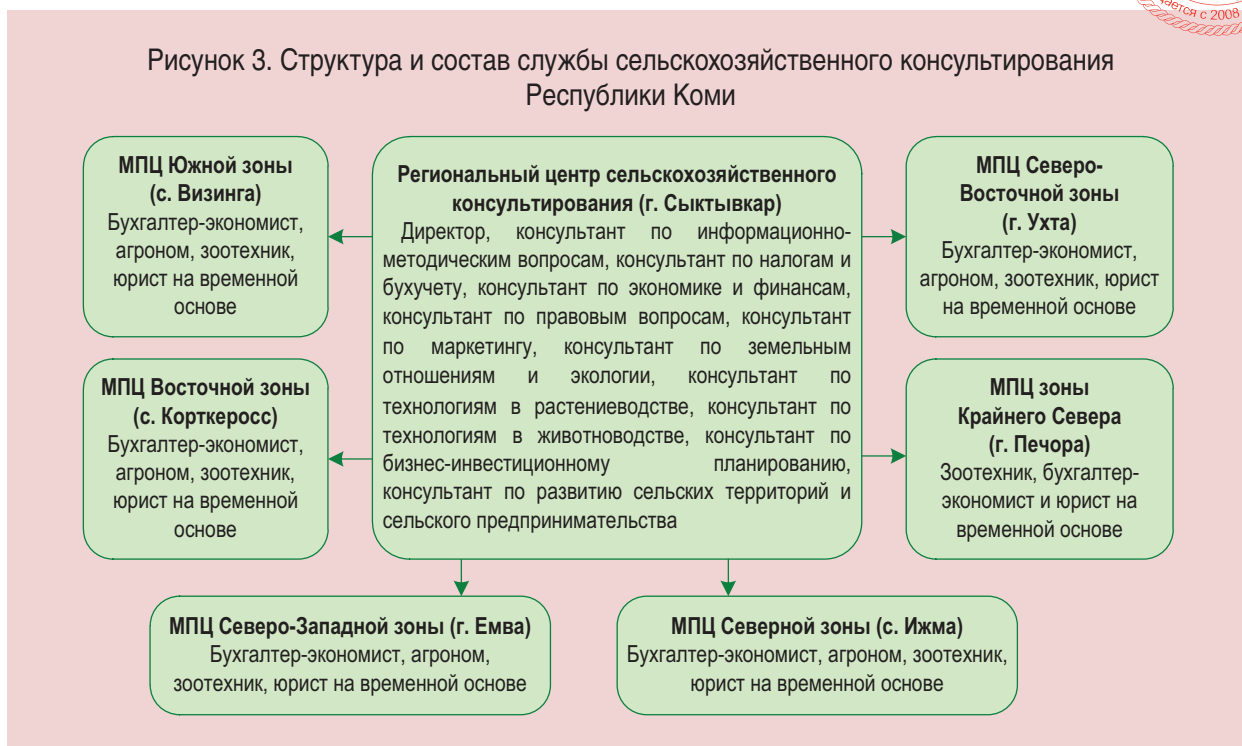 дается с 2008
Рисунок 3. Структура и состав службы сельскохозяйственного консультирования
Республики Коми
МПЦ Южной зоны
(с. Визинга)
Бухгалтер-экономист,
агроном, зоотехник,
юрист на временной
основе
МПЦ Восточной зоны
(с. Корткеросс)
Бухгалтер-экономист,
агроном, зоотехник,
юрист на временной
основе
Региональный центр сельскохозяйственного
консультирования (г. Сыктывкар)
Директор, консультант по информационно-
методическим вопросам, консультант по налогам и
бухучету, консультант по экономике и финансам,
консультант по правовым вопросам, консультант
по маркетингу, консультант по земельным
отношениям и экологии, консультант по
технологиям в растениеводстве, консультант по
технологиям в животноводстве, консультант по
бизнес-инвестиционному планированию,
консультант по развитию сельских территорий и
сельского предпринимательства
МПЦ Северо-
Восточной зоны
(г. Ухта)
Бухгалтер-экономист,
агроном, зоотехник, юрист
на временной основе
МПЦ зоны
Крайнего Севера
(г. Печора)
Зоотехник, бухгалтер-
экономист и юрист на
временной основе
МПЦ Северо-Западной зоны (г. Емва)
Бухгалтер-экономист, агроном,
зоотехник, юрист на временной основе
МПЦ Северной зоны (с. Ижма)
Бухгалтер-экономист, агроном, зоотехник,
юрист на временной основе